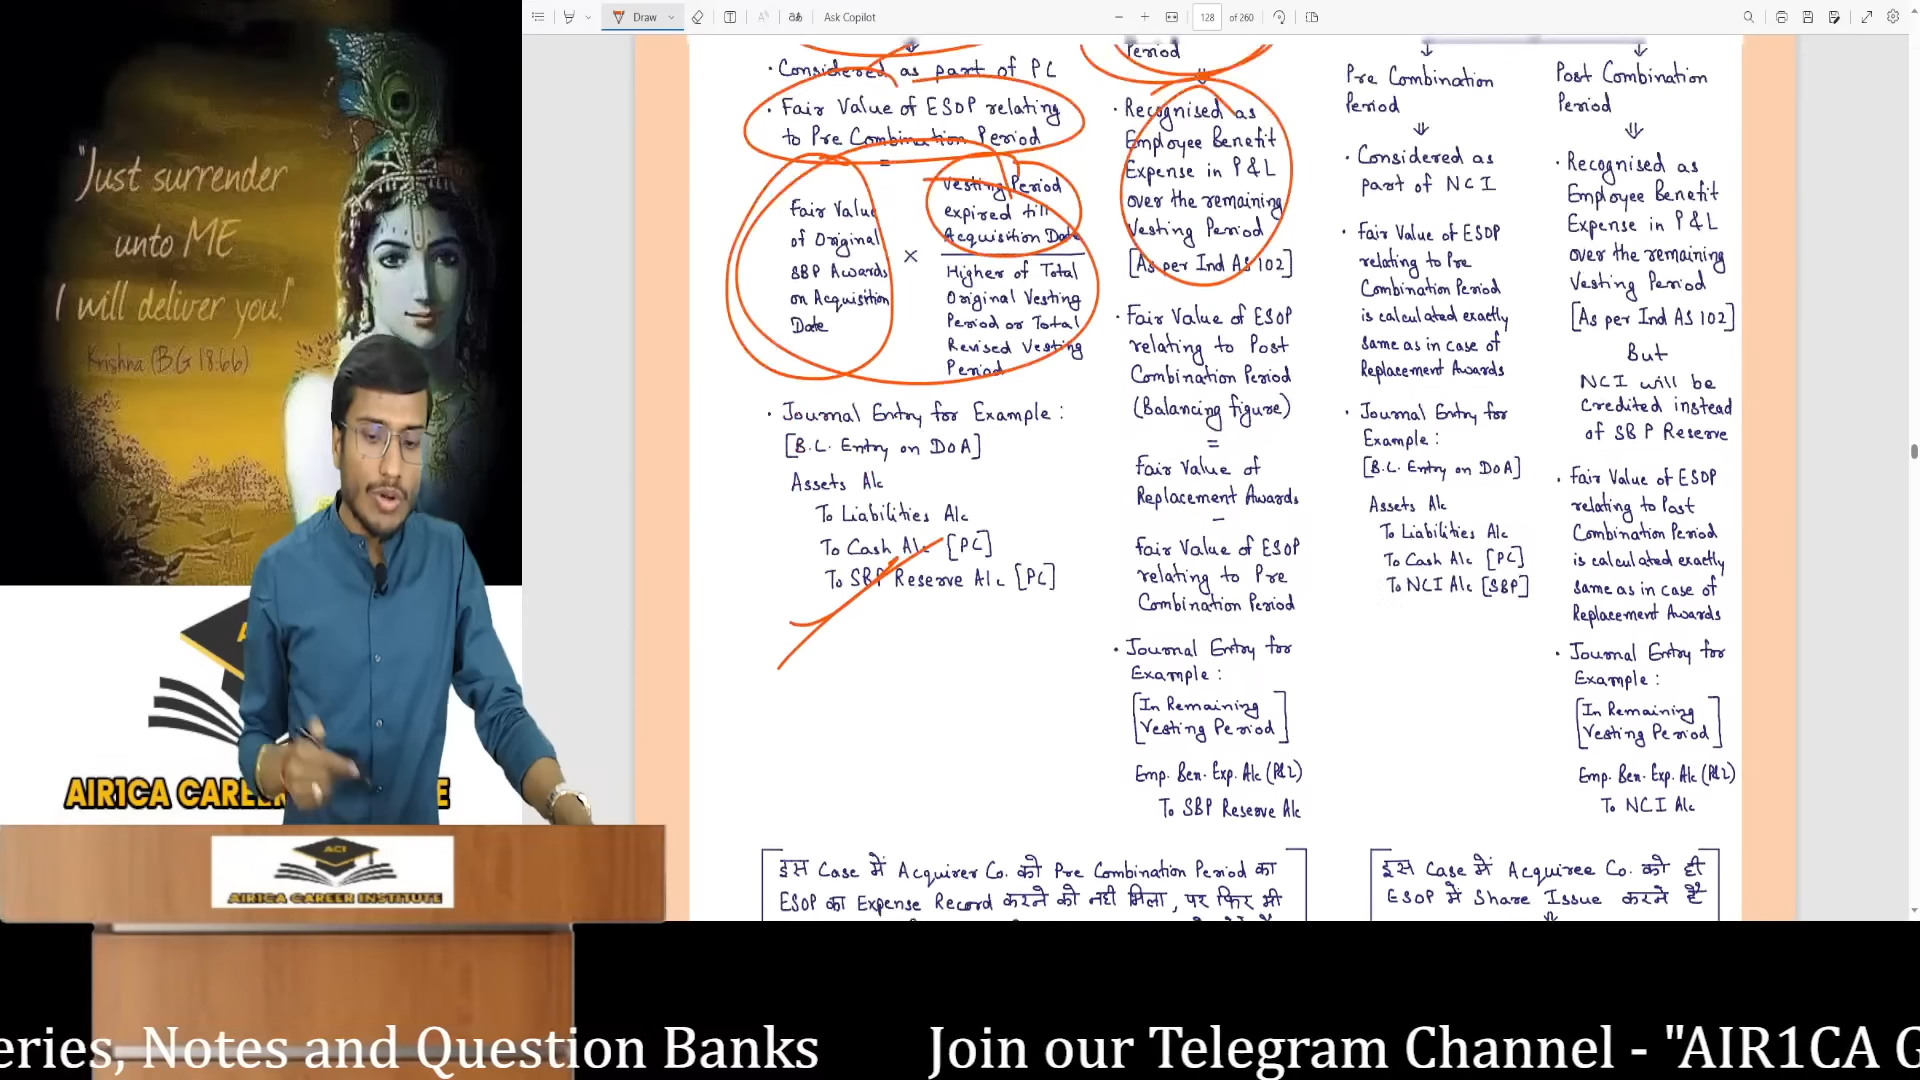 "Just surrender
unto ME
I will deliver you!"
Krishna (B.G 18:66)
AIR1CA CAREER
E
ACI
AIR1CA CAREER INSTITUTE
Draw
Ask Copilot
128
of 260
· Considered as part of PC
· Fair Value of ESOP relating
to Pre Combination Period
=
Fair Value
of Original
SBP Awards
on Acquisition
Date
×
Vesting Period
expired till
Acquisition Date
Higher of Total
Original Vesting
Period or Total
Revised Vesting
Period
· Journal Entry for Example :
[B.C. Entry on DoA]
Assets A/c
To Liabilities A/c
To Cash A/c [PC]
To SBP Reserve A/c [PC]
Period
· Recognised as
Employee Benefit
Expense in P & L
over the remaining
Vesting Period
[As per Ind AS 102]
· Fair Value of ESOP
relating to Post
Combination Period
(Balancing figure)
=
Fair Value of
Replacement Awards
–
Fair Value of ESOP
relating to Pre
Combination Period
· Journal Entry for
Example :
[In Remaining
Vesting Period]
Emp. Ben. Exp. A/c (P&L)
To SBP Reserve A/c
Pre Combination
Period
⇓
· Considered as
part of NCI
· Fair Value of ESOP
relating to Pre
Combination Period
is calculated exactly
same as in case of
Replacement Awards
· Journal Entry for
Example :
[B.C. Entry on DoA]
Assets A/c
To Liabilities A/c
To Cash A/c [PC]
To NCI A/c [SBP]
Post Combination
Period
⇓
· Recognised as
Employee Benefit
Expense in P & L
over the remaining
Vesting Period
[As per Ind AS 102]
But
NCI will be
credited instead
of SBP Reserve
· Fair Value of ESOP
relating to Post
Combination Period
is calculated exactly
same as in case of
Replacement Awards
· Journal Entry for
Example :
[In Remaining
Vesting Period]
Emp. Ben. Exp. A/c (P&L)
To NCI A/c
इस Case में Acquirer Co. को Pre Combination Period का
ESOP का Expense Record करने को नही मिला, पर फिर भी
इस Case में Acquiree Co. को ही
ESOP में Share Issue करने हैं
eries, Notes and Question Banks
Join our Telegram Channel - "AIR1CA G